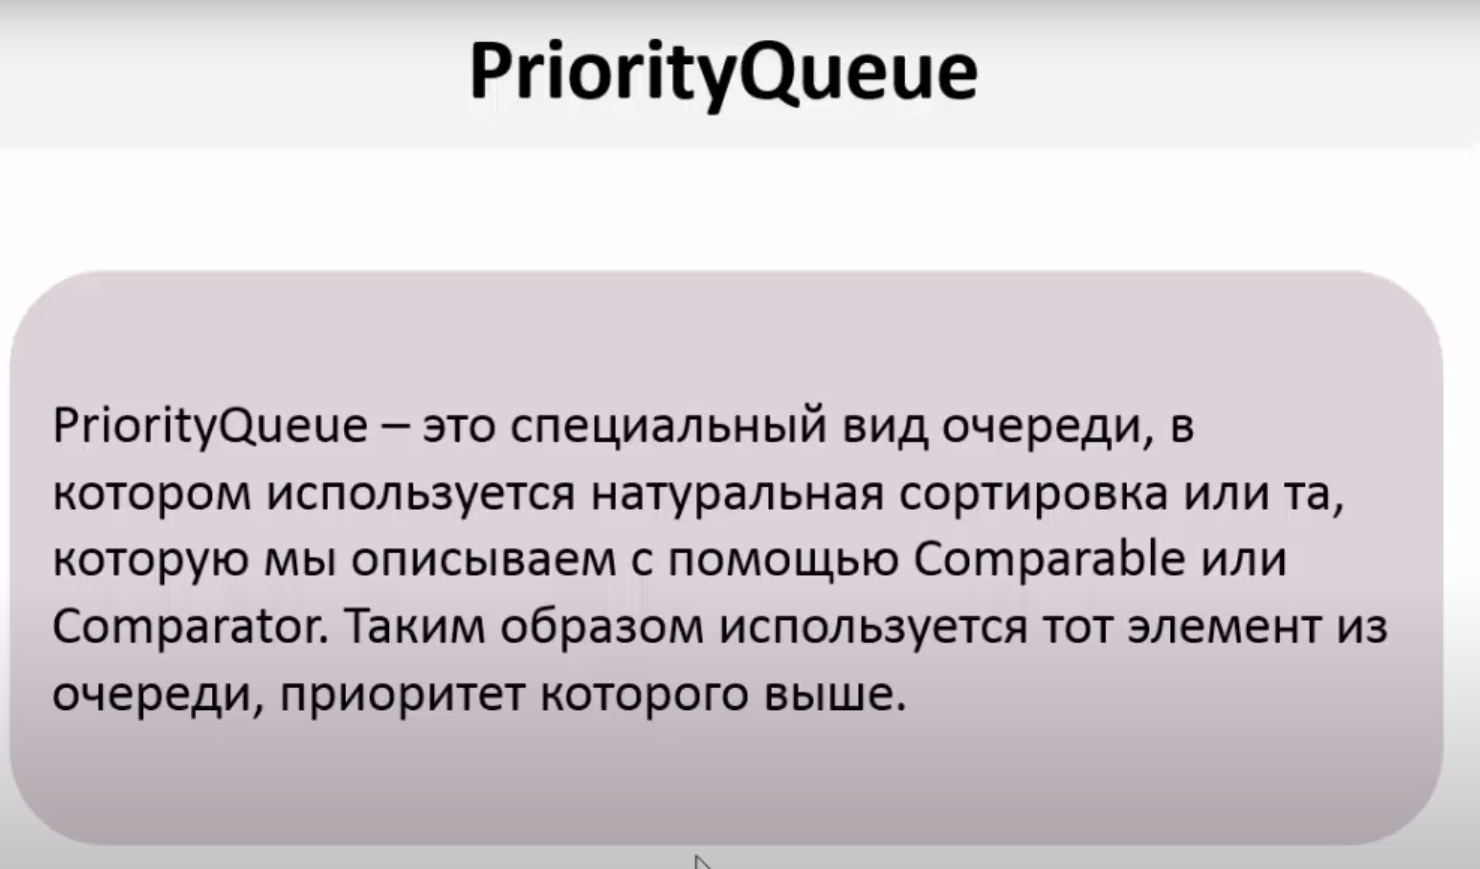 PriorityQueue
PriorityQueue – это специальный вид очереди, в
котором используется натуральная сортировка или та,
которую мы описываем с помощью Comparable или
Comparator. Таким образом используется тот элемент из
очереди, приоритет которого выше.